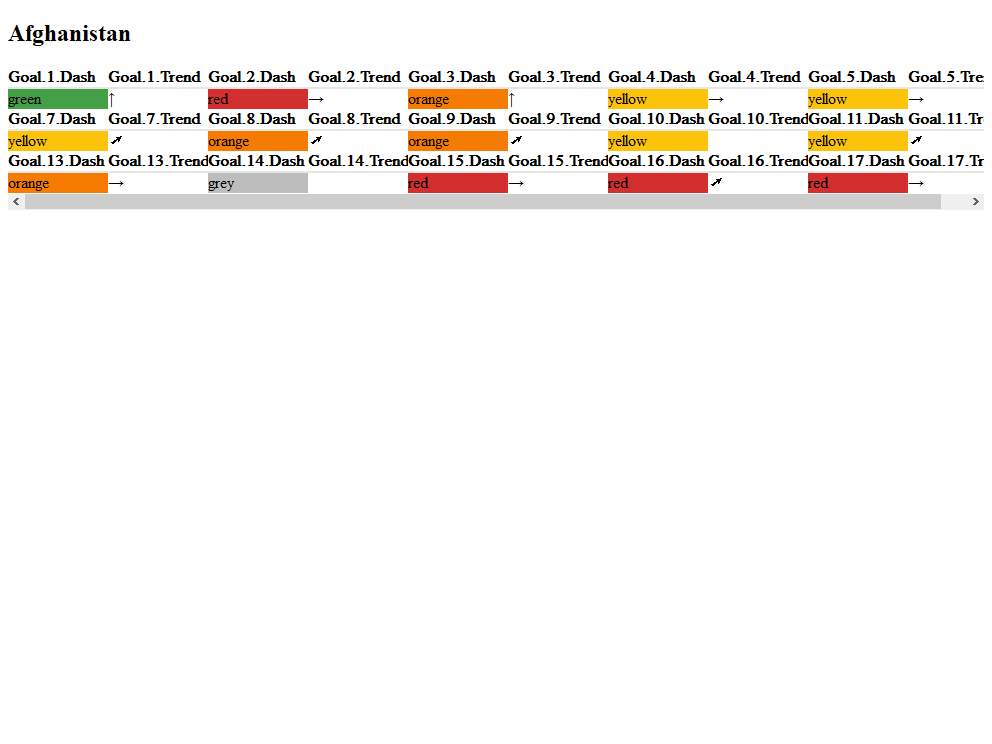 Afghanistan
Goal.1.Dash Goal.1.Trend Goal.2.Dash Goal.2.Trend Goal.3.Dash Goal.3.Trend Goal.4.Dash Goal.4.Trend Goal.5.Dash Goal.5.Tre
green ↑ red → orange ↑ yellow → yellow →
Goal.7.Dash Goal.7.Trend Goal.8.Dash Goal.8.Trend Goal.9.Dash Goal.9.Trend Goal.10.Dash Goal.10.Trend Goal.11.Dash Goal.11.Tr
yellow ➚ orange ➚ orange ➚ yellow yellow ➚
Goal.13.Dash Goal.13.Trend Goal.14.Dash Goal.14.Trend Goal.15.Dash Goal.15.Trend Goal.16.Dash Goal.16.Trend Goal.17.Dash Goal.17.Tr
orange → grey red → red ➚ red →